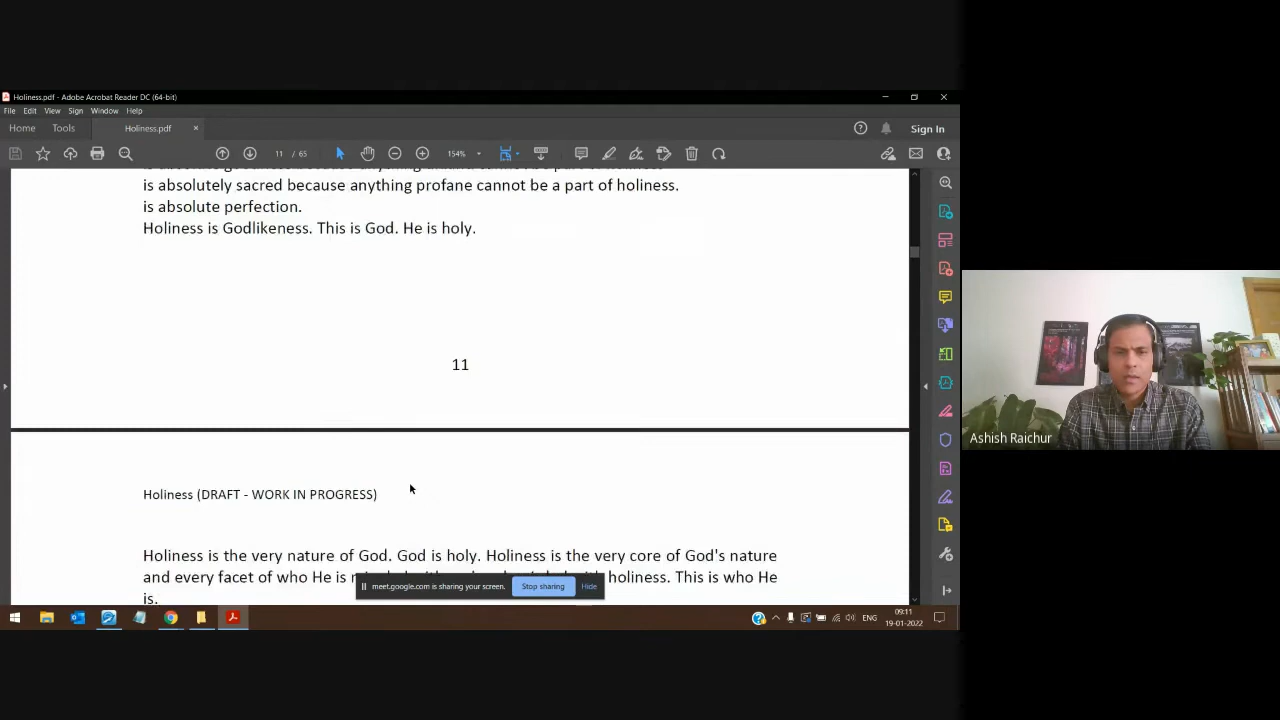 Holiness.pdf - Adobe Acrobat Reader DC (64-bit)
File Edit View Sign Window Help
Home Tools Holiness.pdf × Sign In
11 / 65 154%
is absolutely sacred because anything profane cannot be a part of holiness.
is absolute perfection.
Holiness is Godlikeness. This is God. He is holy.
11
Holiness (DRAFT - WORK IN PROGRESS)
Holiness is the very nature of God. God is holy. Holiness is the very core of God's nature
and every facet of who He is holiness. This is who He
is.
meet.google.com is sharing your screen. Stop sharing Hide
Ashish Raichur
ENG 09:11
19-01-2022